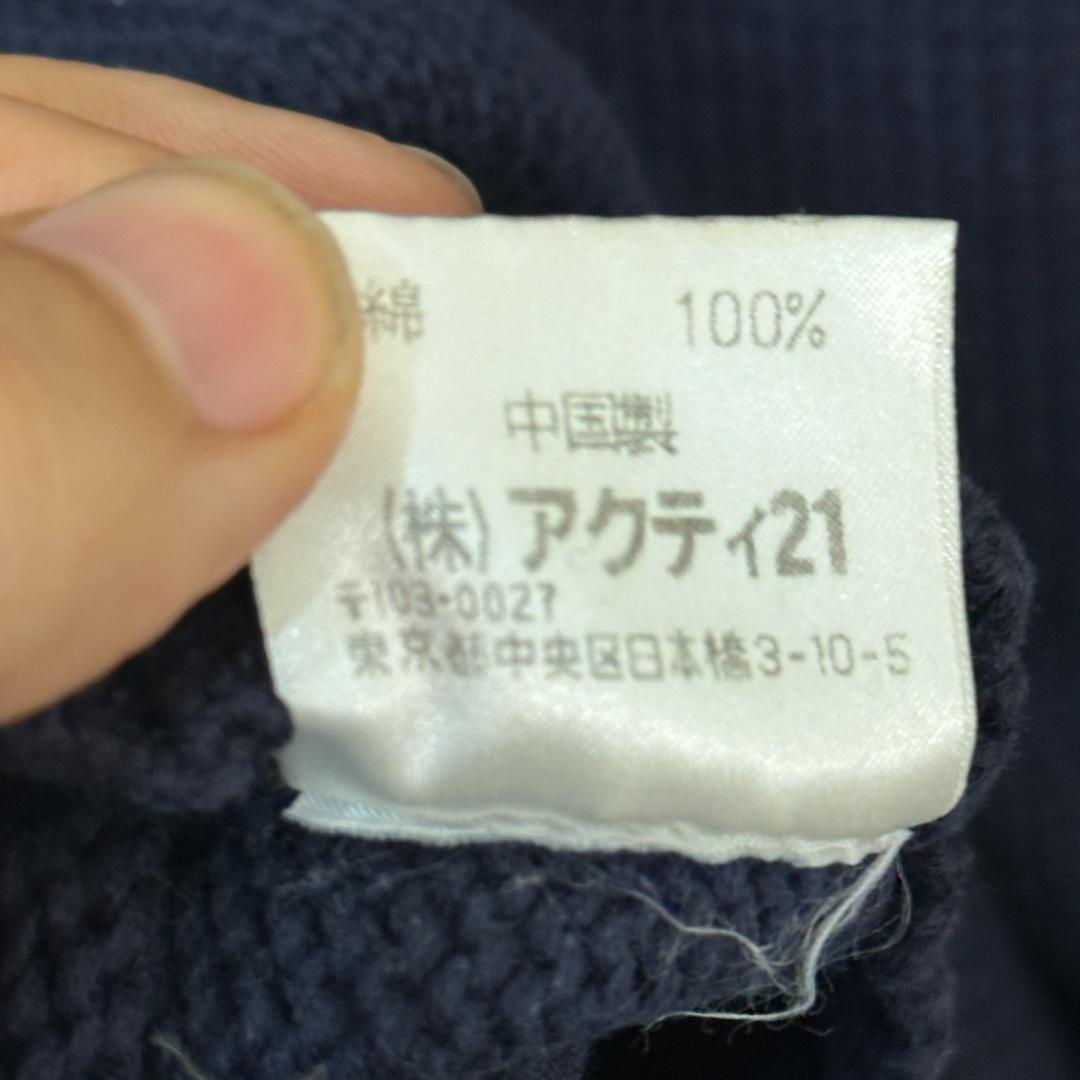 綿 100%
中国製
(株)アクティ21
〒103-0027
東京都中央区日本橋3-10-5